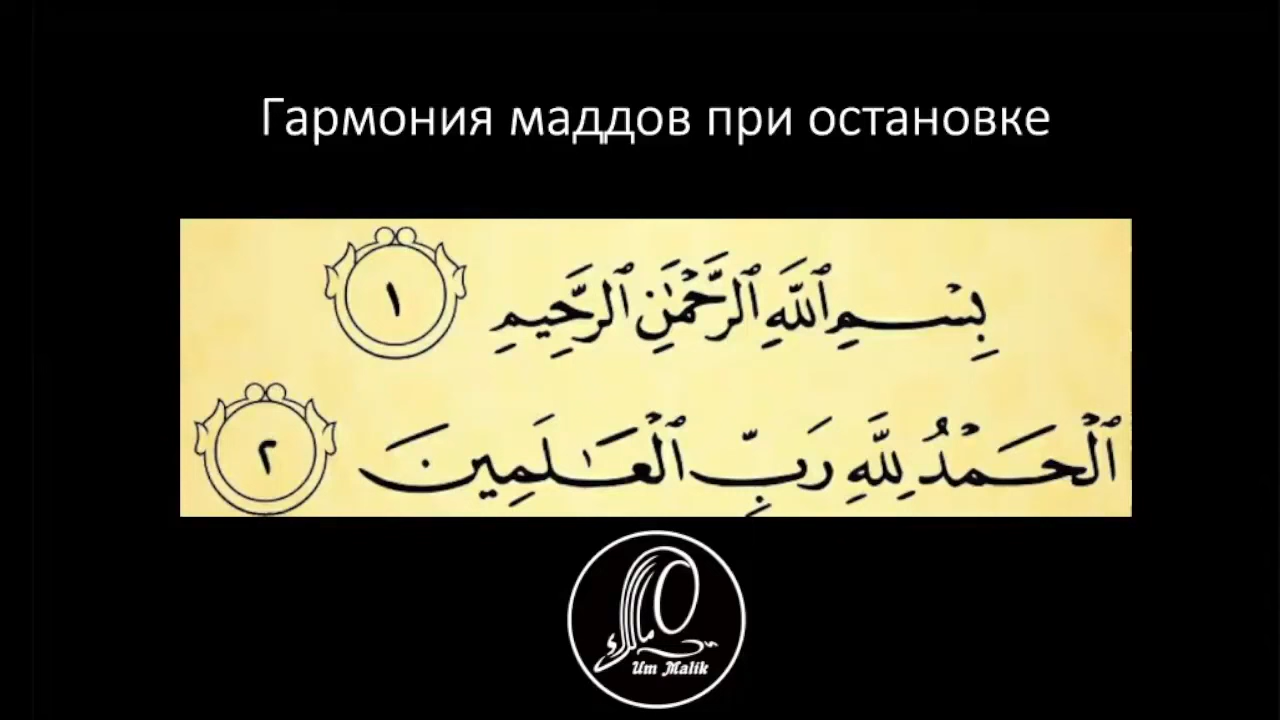 Гармония маддов при остановке
بِسْمِ ٱللَّهِ ٱلرَّحْمَٰنِ ٱلرَّحِيمِ ١
ٱلْحَمْدُ لِلَّهِ رَبِّ ٱلْعَٰلَمِينَ ٢
Um Malik